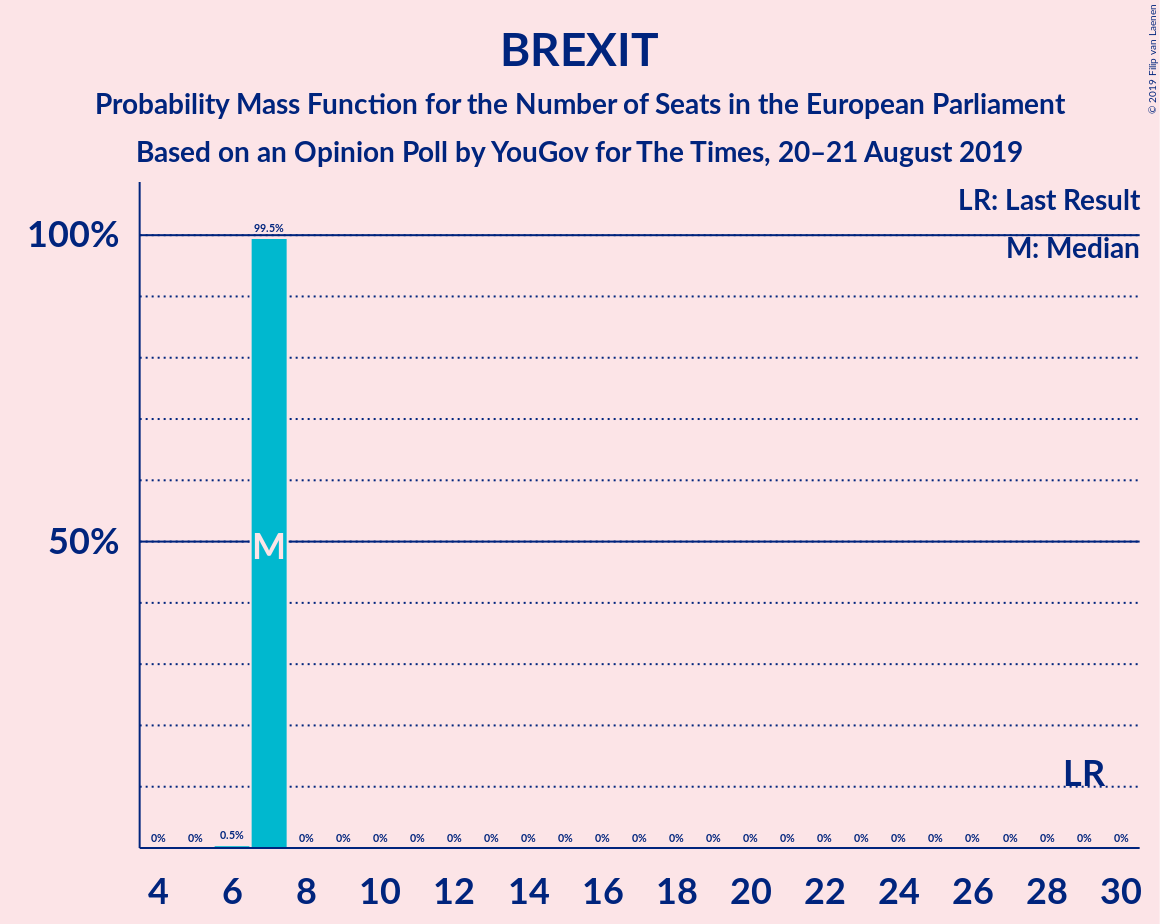 BREXIT
Probability Mass Function for the Number of Seats in the European Parliament
Based on an Opinion Poll by YouGov for The Times, 20–21 August 2019
© 2019 Filip van Laenen
LR: Last Result
M: Median
100%
50%
99.5%
M
LR
0% 0% 0.5% 0% 0% 0% 0% 0% 0% 0% 0% 0% 0% 0% 0% 0% 0% 0% 0% 0% 0% 0% 0% 0% 0% 0%
4 6 8 10 12 14 16 18 20 22 24 26 28 30